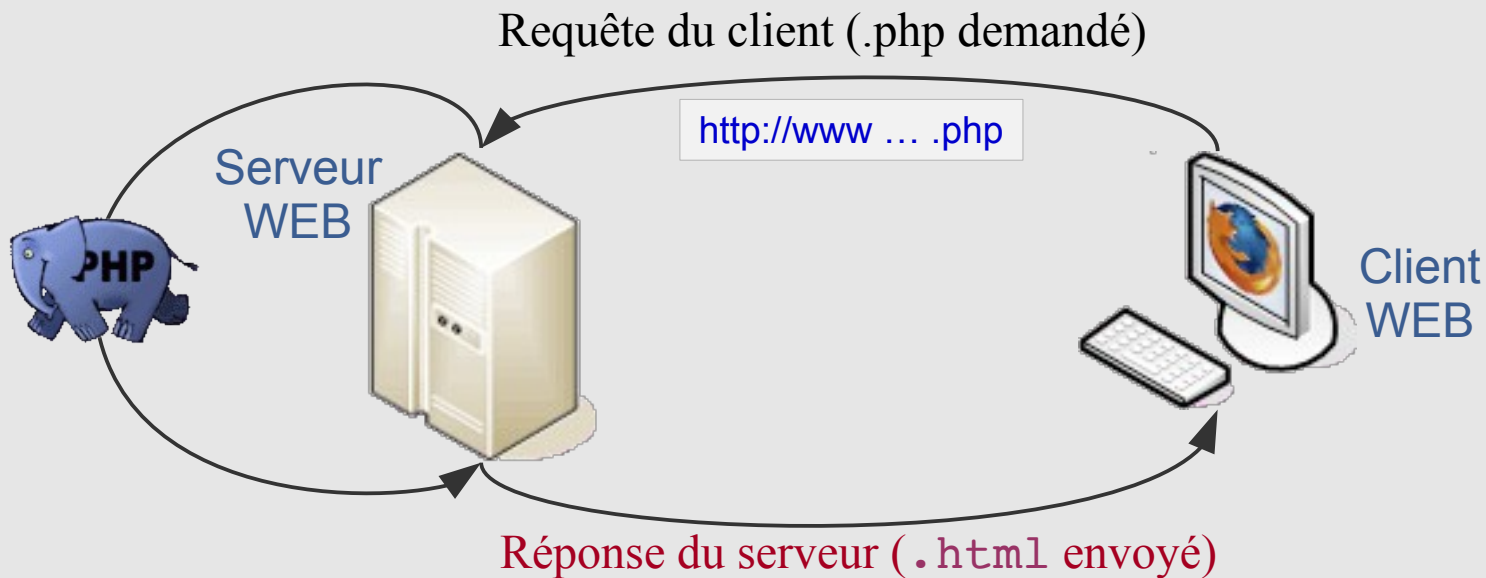 Requête du client (.php demandé)
http://www … .php
Serveur
WEB
PHP
Client
WEB
Réponse du serveur (.html envoyé)